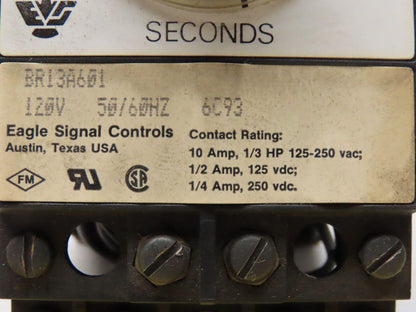 SECONDS
BR13A601
120V 50/60HZ 6C93
Eagle Signal Controls
Austin, Texas USA
Contact Rating:
10 Amp, 1/3 HP 125-250 vac;
1/2 Amp, 125 vdc;
1/4 Amp, 250 vdc.
FM